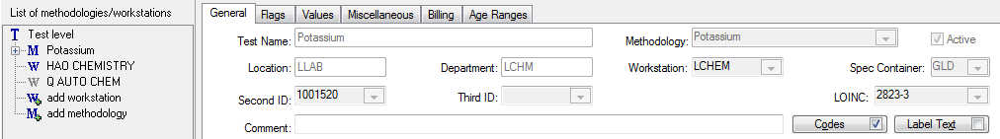 List of methodologies/workstations
T Test level
M Potassium
W HAO CHEMISTRY
W Q AUTO CHEM
W add workstation
M add methodology
General Flags Values Miscellaneous Billing Age Ranges
Test Name: Potassium Methodology: Potassium Active
Location: LLAB Department: LCHM Workstation: LCHEM Spec Container: GLD
Second ID: 1001520 Third ID: LOINC: 2823-3
Comment: Codes Label Text